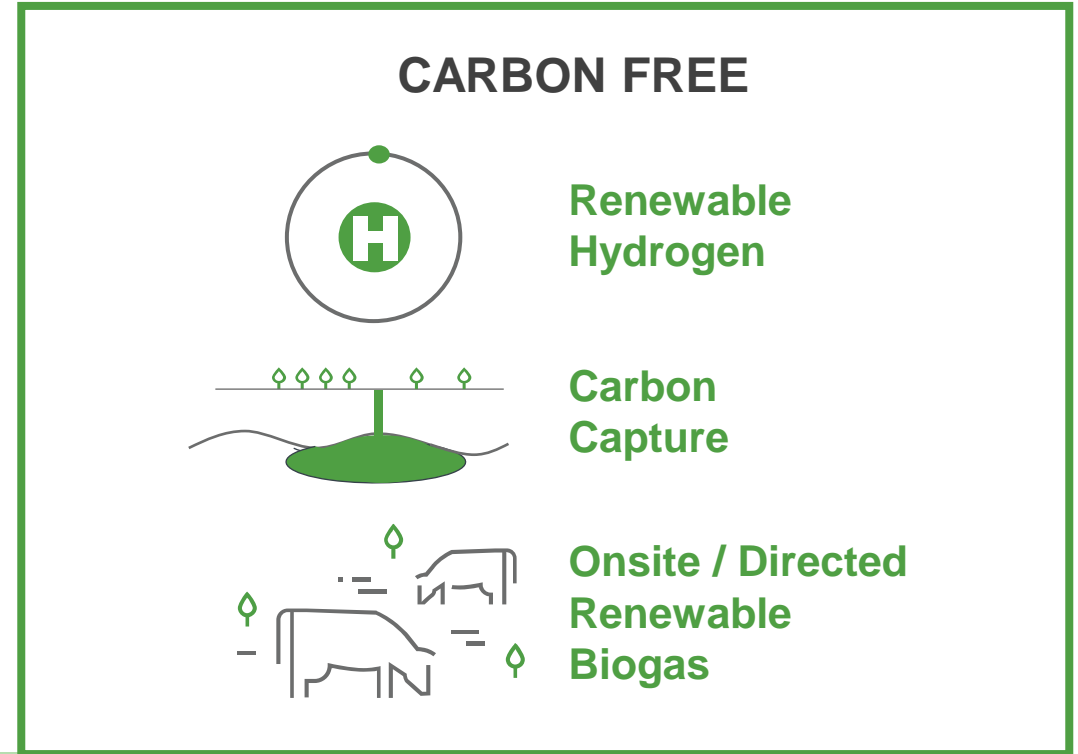 CARBON FREE
H
Renewable
Hydrogen
Carbon
Capture
Onsite / Directed
Renewable
Biogas